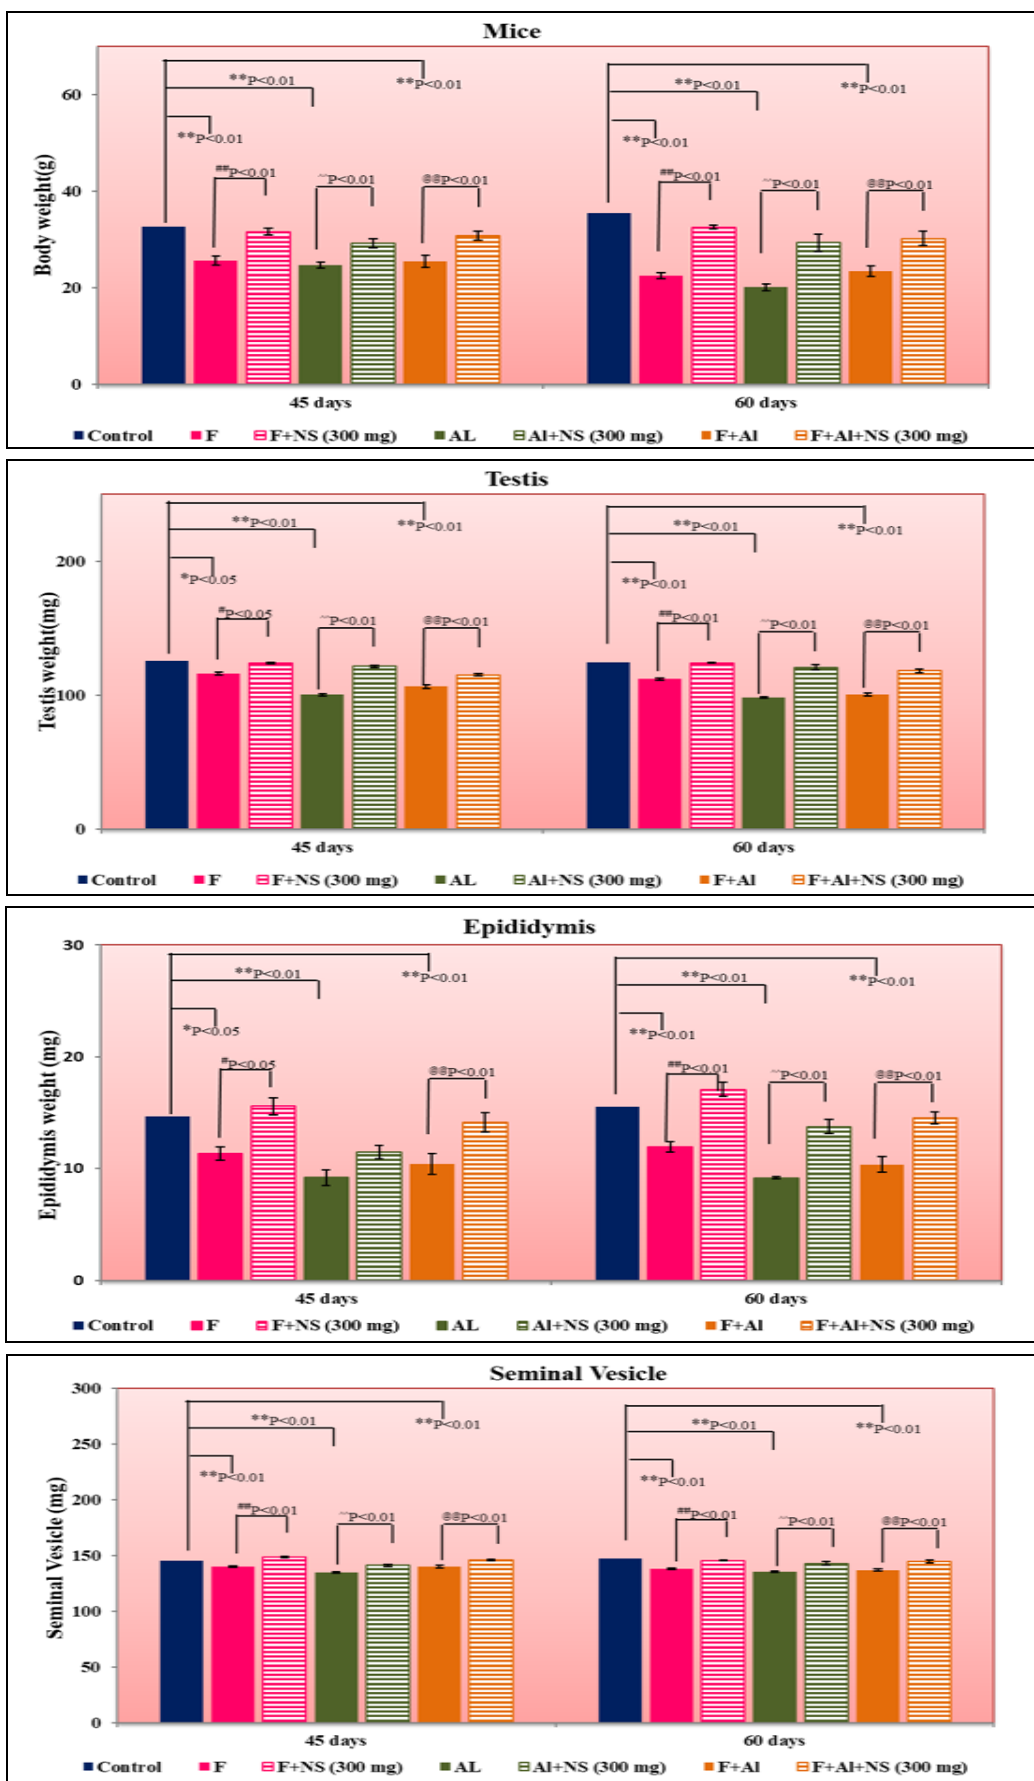 Mice
Body weight(g)
60
40
20
0
**P<0.01
**P<0.01
**P<0.01
##P<0.01
^^P<0.01
@@P<0.01
**P<0.01
**P<0.01
**P<0.01
##P<0.01
^^P<0.01
@@P<0.01
45 days
60 days
Control F F+NS (300 mg) AL Al+NS (300 mg) F+Al F+Al+NS (300 mg)
Testis
Testis weight(mg)
200
100
0
**P<0.01
**P<0.01
*P<0.05
#P<0.05
^^P<0.01
@@P<0.01
**P<0.01
**P<0.01
**P<0.01
##P<0.01
^^P<0.01
@@P<0.01
45 days
60 days
Control F F+NS (300 mg) AL Al+NS (300 mg) F+Al F+Al+NS (300 mg)
Epididymis
Epididymis weight (mg)
30
20
10
0
**P<0.01
**P<0.01
*P<0.05
#P<0.05
@@P<0.01
**P<0.01
**P<0.01
**P<0.01
##P<0.01
^^P<0.01
@@P<0.01
45 days
60 days
Control F F+NS (300 mg) AL Al+NS (300 mg) F+Al F+Al+NS (300 mg)
Seminal Vesicle
Seminal Vesicle (mg)
300
250
200
150
100
50
0
**P<0.01
**P<0.01
**P<0.01
##P<0.01
^^P<0.01
@@P<0.01
**P<0.01
**P<0.01
**P<0.01
##P<0.01
^^P<0.01
@@P<0.01
45 days
60 days
Control F F+NS (300 mg) AL Al+NS (300 mg) F+Al F+Al+NS (300 mg)